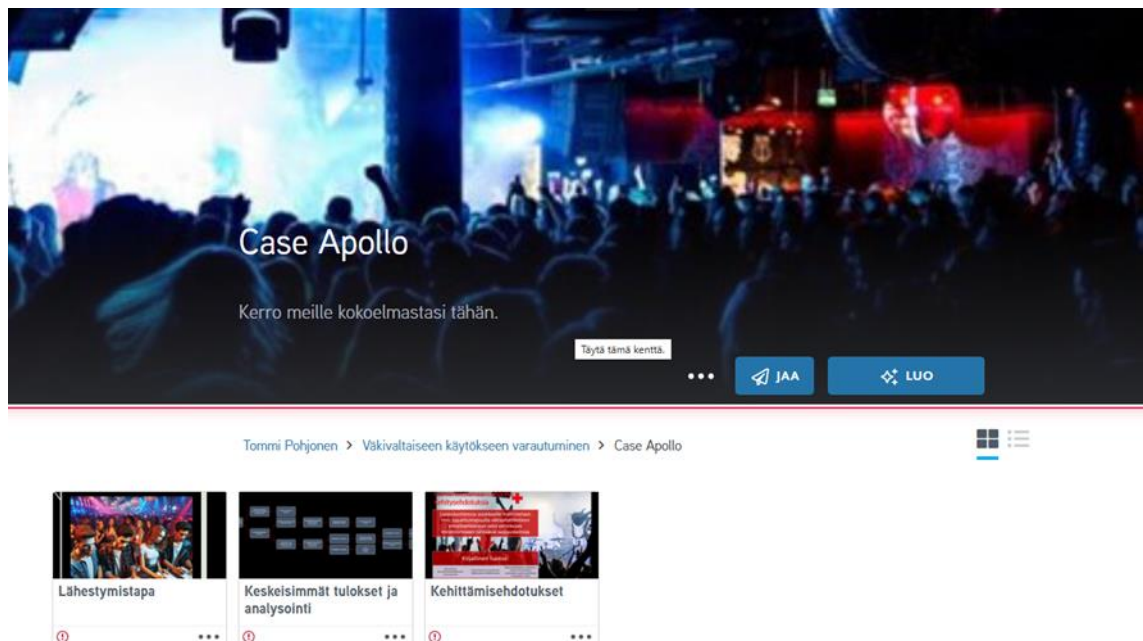 Case Apollo
Kerro meille kokoelmastasi tähän.
Täytä tämä kenttä.
JAA
LUO
Tommi Pohjonen > Väkivaltaiseen käytökseen varautuminen > Case Apollo
Lähestymistapa
Keskeisimmät tulokset ja
analysointi
Kehittämisehdotukset